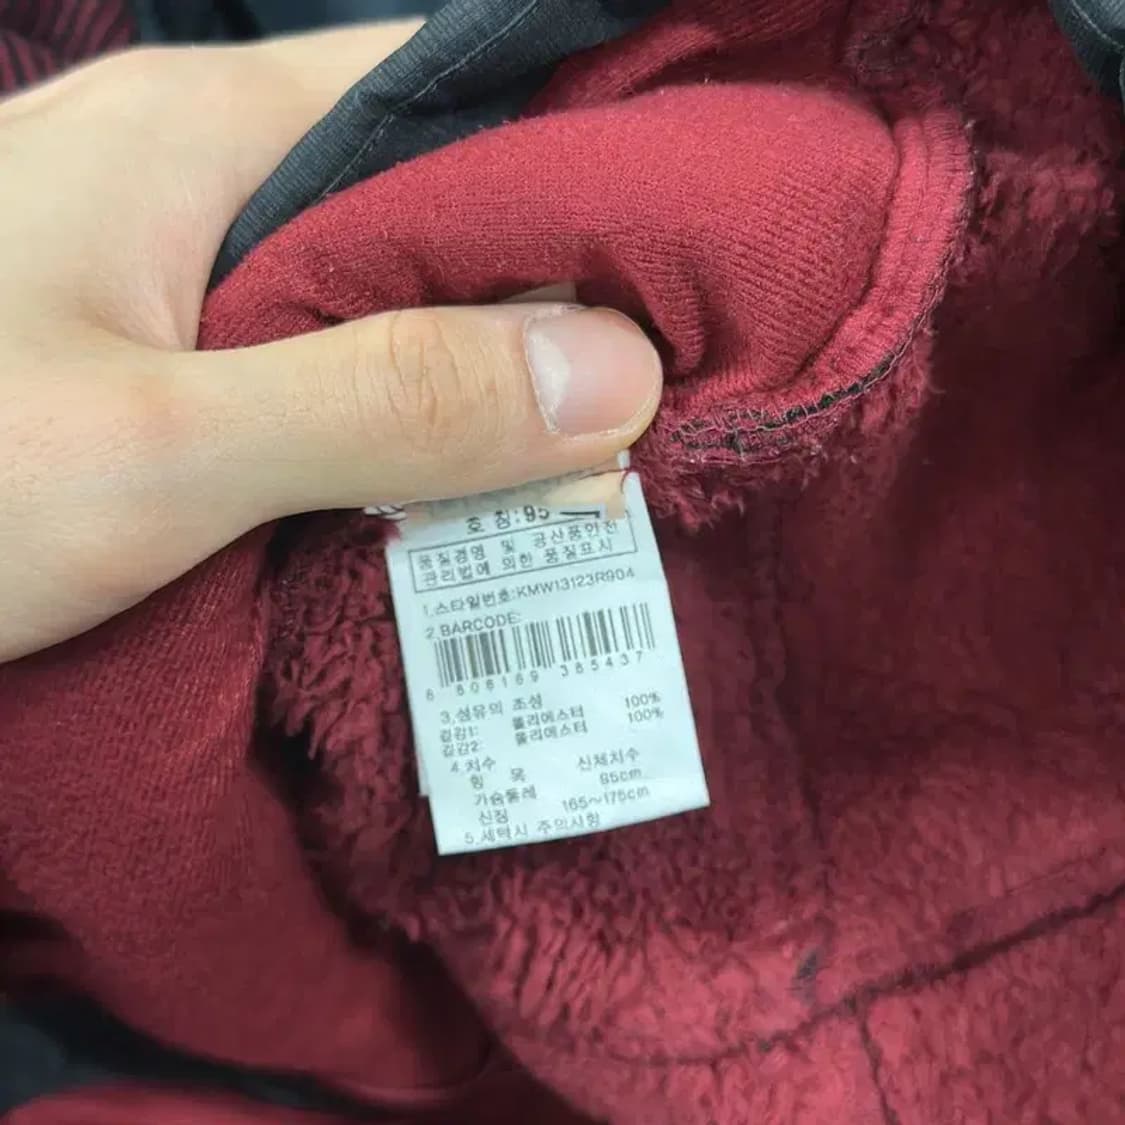 호 칭:95
품질경영 및 공산품안전
관리법에 의한 품질표시
1.스타일번호:KMW13123R904
2.BARCODE:
8 806169 385437
3.섬유의 조성
겉감1: 폴리에스터 100%
겉감2: 폴리에스터 100%
4.치수
항 목 신체치수
가슴둘레 95cm
신장 165~175cm
5.세탁시 주의사항